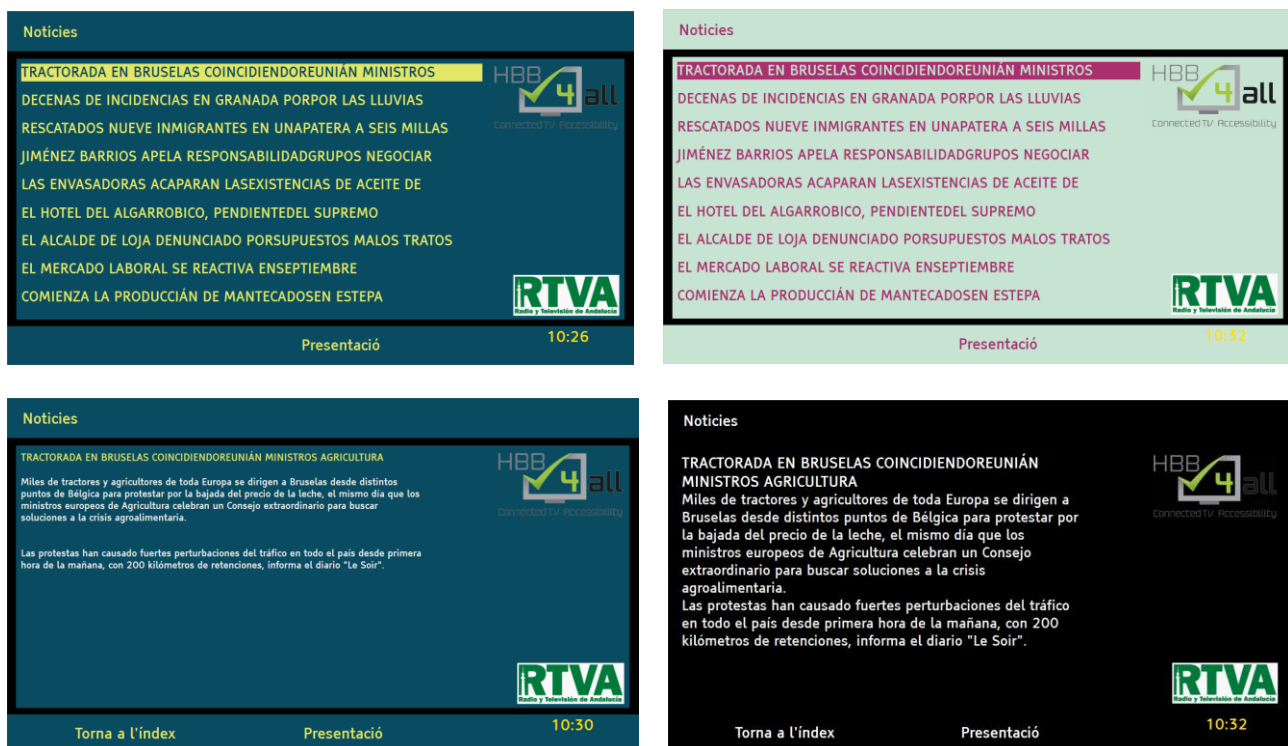 Noticies
TRACTORADA EN BRUSELAS COINCIDIENDOREUNIÁN MINISTROS
DECENAS DE INCIDENCIAS EN GRANADA PORPOR LAS LLUVIAS
RESCATADOS NUEVE INMIGRANTES EN UNAPATERA A SEIS MILLAS
JIMÉNEZ BARRIOS APELA RESPONSABILIDADGRUPOS NEGOCIAR
LAS ENVASADORAS ACAPARAN LASEXISTENCIAS DE ACEITE DE
EL HOTEL DEL ALGARROBICO, PENDIENTEDEL SUPREMO
EL ALCALDE DE LOJA DENUNCIADO PORSUPUESTOS MALOS TRATOS
EL MERCADO LABORAL SE REACTIVA ENSEPTIEMBRE
COMIENZA LA PRODUCCIÁN DE MANTECADOSEN ESTEPA
HBB
4all
Connected TV Accessibility
RTVA
Radio y Televisión de Andalucía
Presentació
10:26
Noticies
TRACTORADA EN BRUSELAS COINCIDIENDOREUNIÁN MINISTROS
DECENAS DE INCIDENCIAS EN GRANADA PORPOR LAS LLUVIAS
RESCATADOS NUEVE INMIGRANTES EN UNAPATERA A SEIS MILLAS
JIMÉNEZ BARRIOS APELA RESPONSABILIDADGRUPOS NEGOCIAR
LAS ENVASADORAS ACAPARAN LASEXISTENCIAS DE ACEITE DE
EL HOTEL DEL ALGARROBICO, PENDIENTEDEL SUPREMO
EL ALCALDE DE LOJA DENUNCIADO PORSUPUESTOS MALOS TRATOS
EL MERCADO LABORAL SE REACTIVA ENSEPTIEMBRE
COMIENZA LA PRODUCCIÁN DE MANTECADOSEN ESTEPA
HBB
4all
Connected TV Accessibility
RTVA
Radio y Televisión de Andalucía
Presentació
10:32
Noticies
TRACTORADA EN BRUSELAS COINCIDIENDOREUNIÁN MINISTROS AGRICULTURA
Miles de tractores y agricultores de toda Europa se dirigen a Bruselas desde distintos
puntos de Bélgica para protestar por la bajada del precio de la leche, el mismo día que los
ministros europeos de Agricultura celebran un Consejo extraordinario para buscar
soluciones a la crisis agroalimentaria.
Las protestas han causado fuertes perturbaciones del tráfico en todo el país desde primera
hora de la mañana, con 200 kilómetros de retenciones, informa el diario "Le Soir".
HBB
4all
Connected TV Accessibility
RTVA
Radio y Televisión de Andalucía
Torna a l'índex
Presentació
10:30
Noticies
TRACTORADA EN BRUSELAS COINCIDIENDOREUNIÁN
MINISTROS AGRICULTURA
Miles de tractores y agricultores de toda Europa se dirigen a
Bruselas desde distintos puntos de Bélgica para protestar por
la bajada del precio de la leche, el mismo día que los
ministros europeos de Agricultura celebran un Consejo
extraordinario para buscar soluciones a la crisis
agroalimentaria.
Las protestas han causado fuertes perturbaciones del tráfico
en todo el país desde primera hora de la mañana, con 200
kilómetros de retenciones, informa el diario "Le Soir".
HBB
4all
Connected TV Accessibility
RTVA
Radio y Televisión de Andalucía
Torna a l'índex
Presentació
10:32